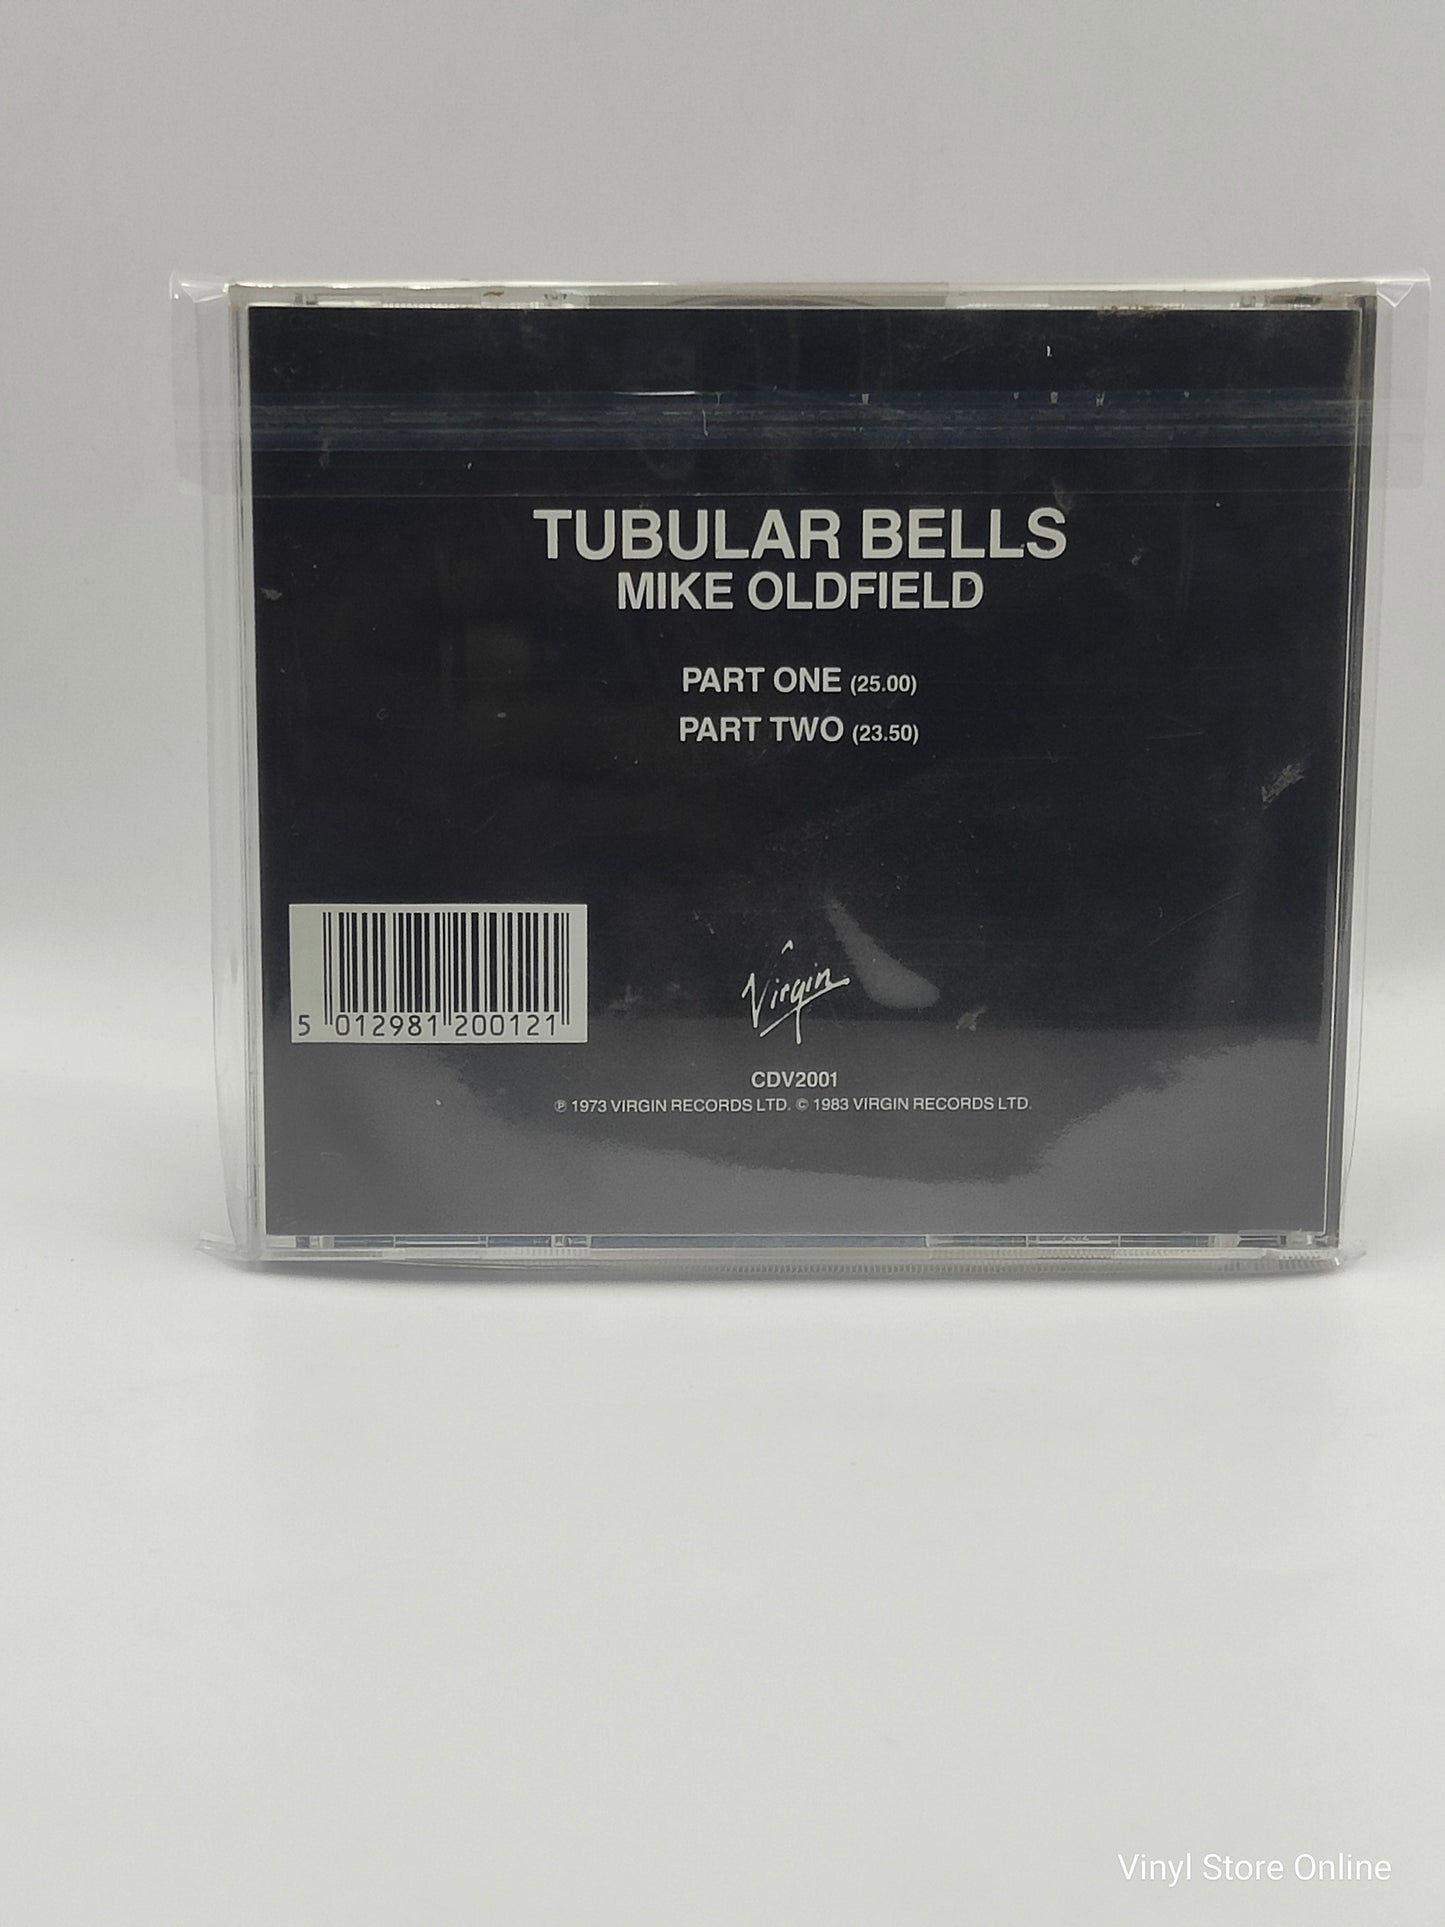 TUBULAR BELLS
MIKE OLDFIELD
PART ONE (25.00)
PART TWO (23.50)
5 012981 200121
Virgin
CDV2001
℗ 1973 VIRGIN RECORDS LTD. © 1983 VIRGIN RECORDS LTD.
Vinyl Store Online